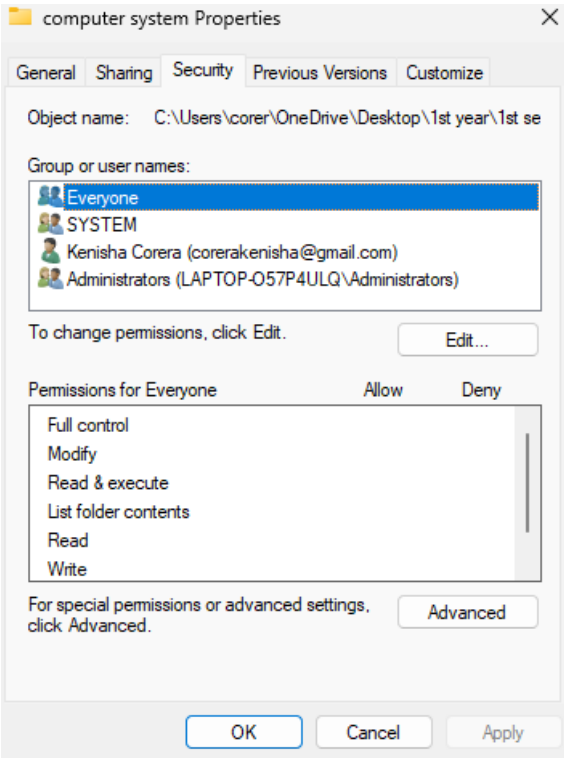 computer system Properties
General Sharing Security Previous Versions Customize
Object name: C:\Users\corer\OneDrive\Desktop\1st year\1st se
Group or user names:
Everyone
SYSTEM
Kenisha Corera (corerakenisha@gmail.com)
Administrators (LAPTOP-O57P4ULQ\Administrators)
To change permissions, click Edit.
Edit...
Permissions for Everyone Allow Deny
Full control
Modify
Read & execute
List folder contents
Read
Write
For special permissions or advanced settings,
click Advanced.
Advanced
OK Cancel Apply